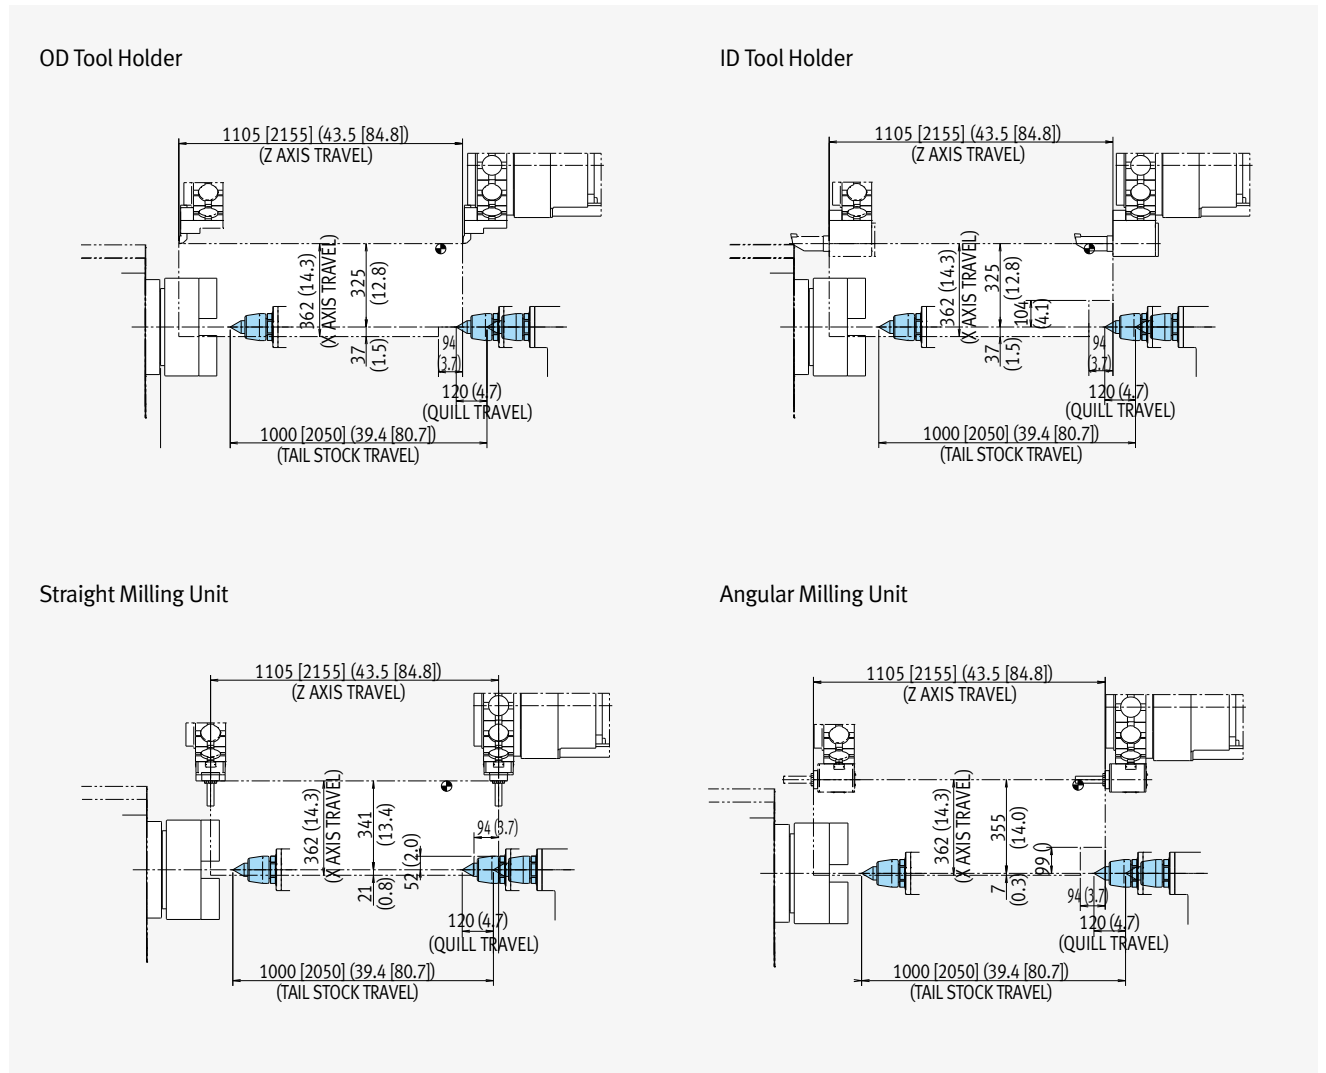 OD Tool Holder
1105 [2155] (43.5 [84.8])
(Z AXIS TRAVEL)
362 (14.3)
(X AXIS TRAVEL)
325
(12.8)
37
(1.5)
94
(3.7)
120 (4.7)
(QUILL TRAVEL)
1000 [2050] (39.4 [80.7])
(TAIL STOCK TRAVEL)
ID Tool Holder
1105 [2155] (43.5 [84.8])
(Z AXIS TRAVEL)
362 (14.3)
(X AXIS TRAVEL)
325
(12.8)
104
(4.1)
37
(1.5)
94
(3.7)
120 (4.7)
(QUILL TRAVEL)
1000 [2050] (39.4 [80.7])
(TAIL STOCK TRAVEL)
Straight Milling Unit
1105 [2155] (43.5 [84.8])
(Z AXIS TRAVEL)
362 (14.3)
(X AXIS TRAVEL)
341
(13.4)
94 (3.7)
52 (2.0)
21
(0.8)
120 (4.7)
(QUILL TRAVEL)
1000 [2050] (39.4 [80.7])
(TAIL STOCK TRAVEL)
Angular Milling Unit
1105 [2155] (43.5 [84.8])
(Z AXIS TRAVEL)
362 (14.3)
(X AXIS TRAVEL)
355
(14.0)
99 ()
7
(0.3)
94 (3.7)
120 (4.7)
(QUILL TRAVEL)
1000 [2050] (39.4 [80.7])
(TAIL STOCK TRAVEL)